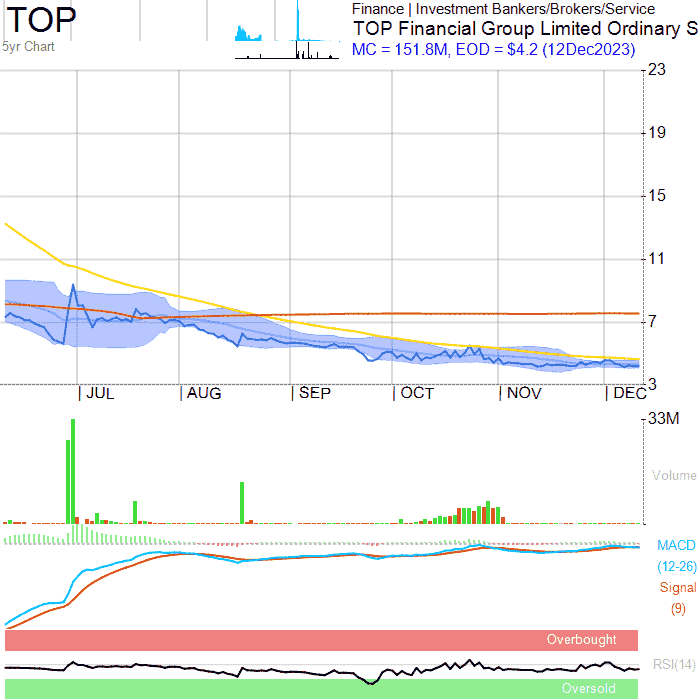 TOP
5yr Chart
Finance | Investment Bankers/Brokers/Service
TOP Financial Group Limited Ordinary S
MC = 151.8M, EOD = $4.2 (12Dec2023)
23
19
15
11
7
3
| JUL | AUG | SEP | OCT | NOV | DEC
33M
Volume
MACD
(12-26)
Signal
(9)
Overbought
RSI(14)
Oversold